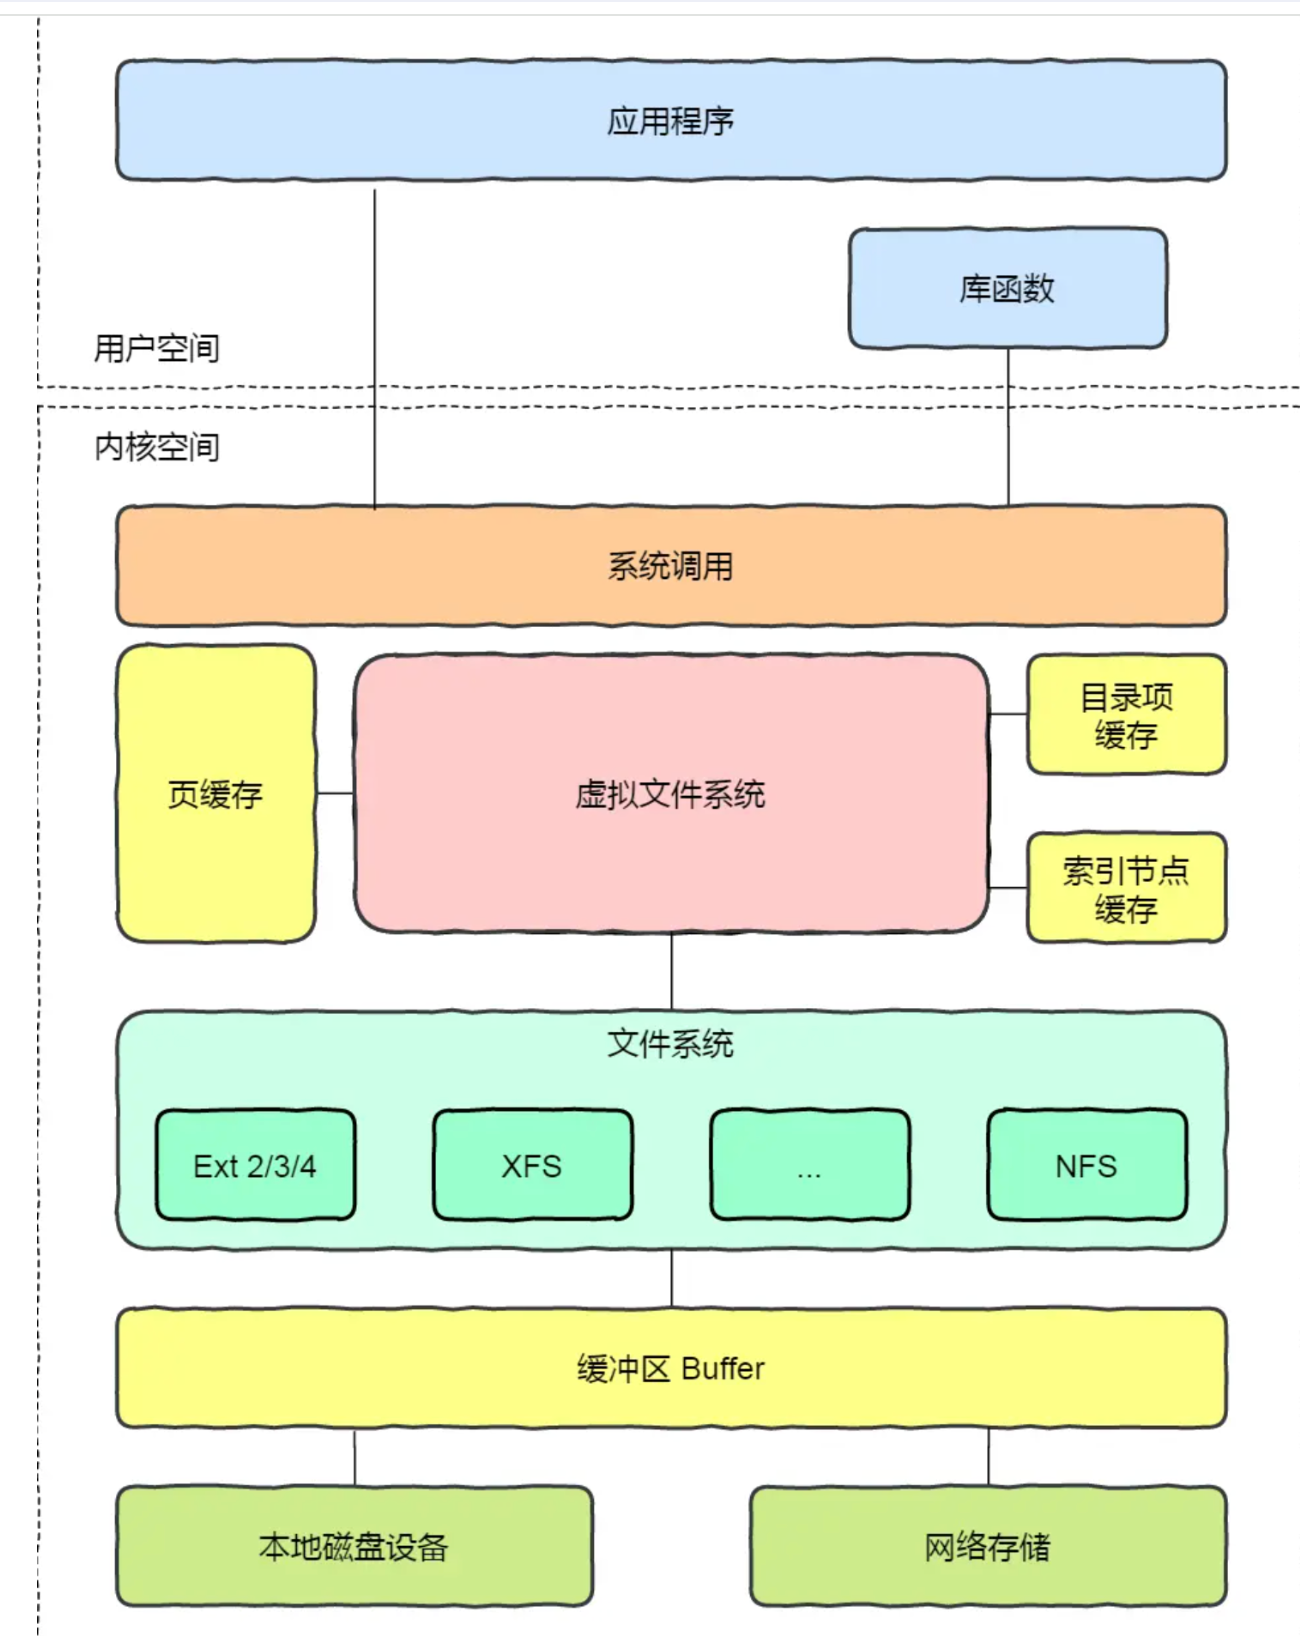 应用程序
库函数
用户空间
内核空间
系统调用
页缓存
虚拟文件系统
目录项
缓存
索引节点
缓存
文件系统
Ext 2/3/4
XFS
...
NFS
缓冲区 Buffer
本地磁盘设备
网络存储